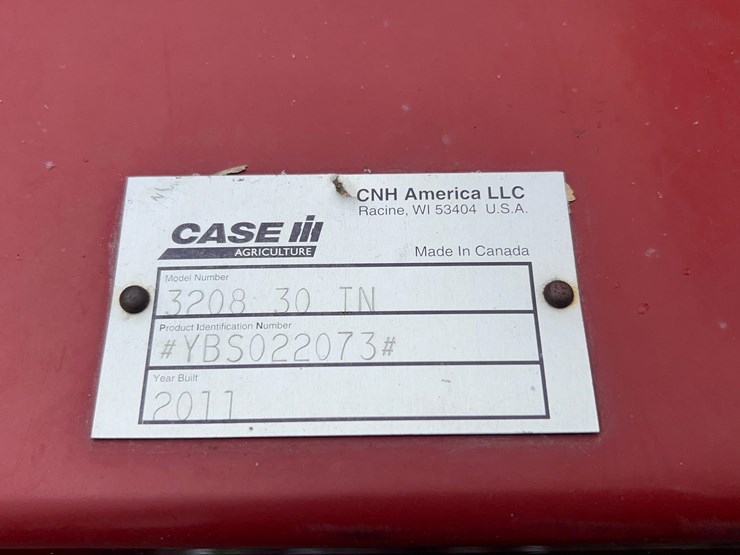 CNH America LLC
Racine, WI 53404 U.S.A.
CASE IH
AGRICULTURE
Made In Canada
Model Number
3208 30 IN
Product Identification Number
#YBS022073#
Year Built
2011